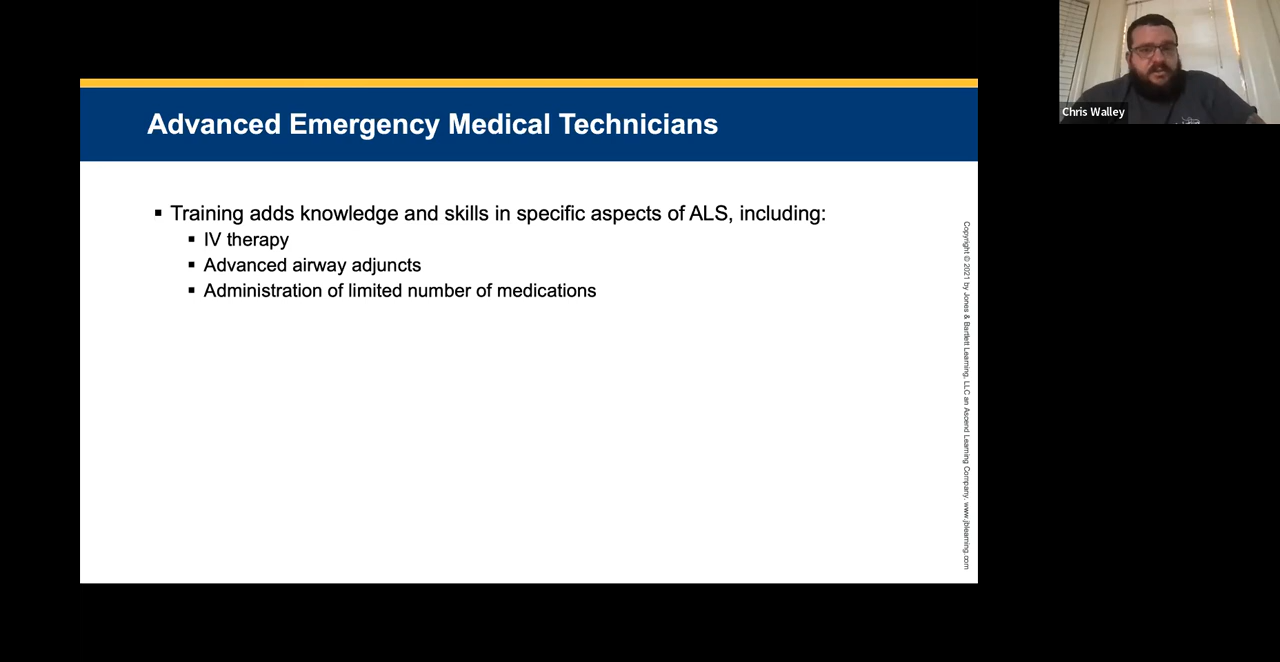 Advanced Emergency Medical Technicians
▪ Training adds knowledge and skills in specific aspects of ALS, including:
▪ IV therapy
▪ Advanced airway adjuncts
▪ Administration of limited number of medications
Copyright © 2021 by Jones & Bartlett Learning, LLC an Ascend Learning Company. www.jblearning.com
Chris Walley